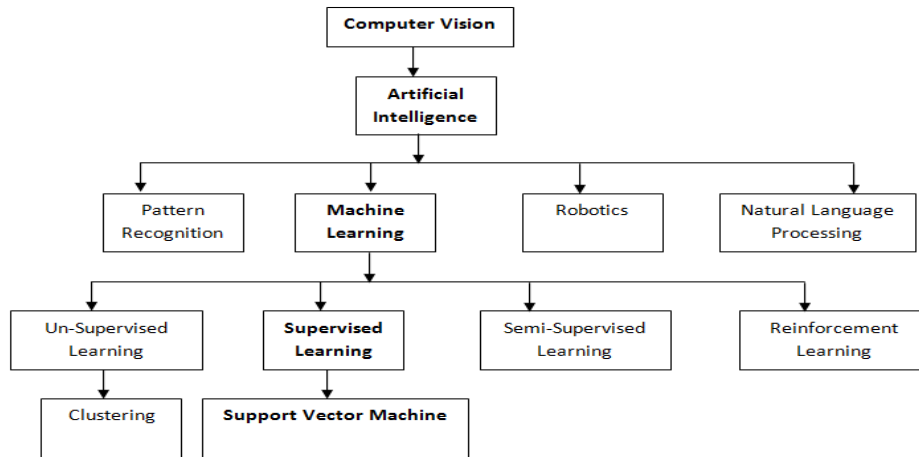 Computer Vision
Artificial
Intelligence
Pattern
Recognition
Machine
Learning
Robotics
Natural Language
Processing
Un-Supervised
Learning
Supervised
Learning
Semi-Supervised
Learning
Reinforcement
Learning
Clustering
Support Vector Machine